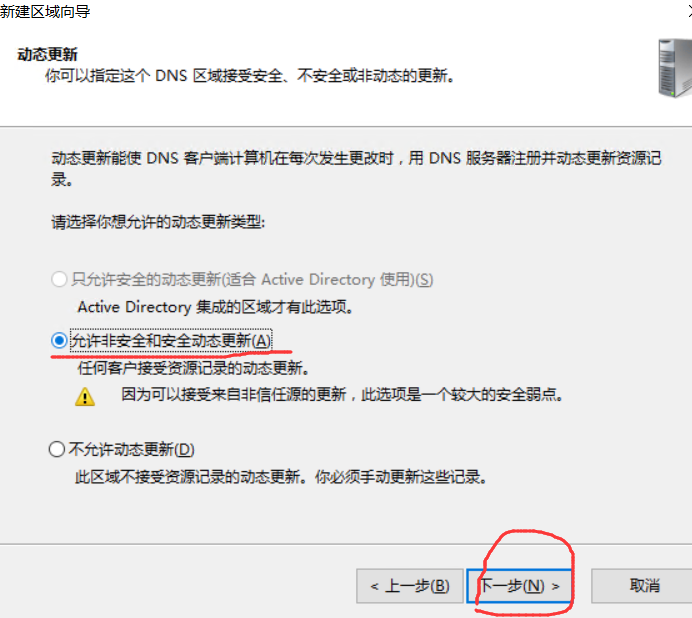 新建区域向导
动态更新
你可以指定这个 DNS 区域接受安全、不安全或非动态的更新。
动态更新能使 DNS 客户端计算机在每次发生更改时，用 DNS 服务器注册并动态更新资源记
录。
请选择你想允许的动态更新类型:
只允许安全的动态更新(适合 Active Directory 使用)(S)
Active Directory 集成的区域才有此选项。
允许非安全和安全动态更新(A)
任何客户接受资源记录的动态更新。
因为可以接受来自非信任源的更新，此选项是一个较大的安全弱点。
不允许动态更新(D)
此区域不接受资源记录的动态更新。你必须手动更新这些记录。
< 上一步(B) 下一步(N) > 取消